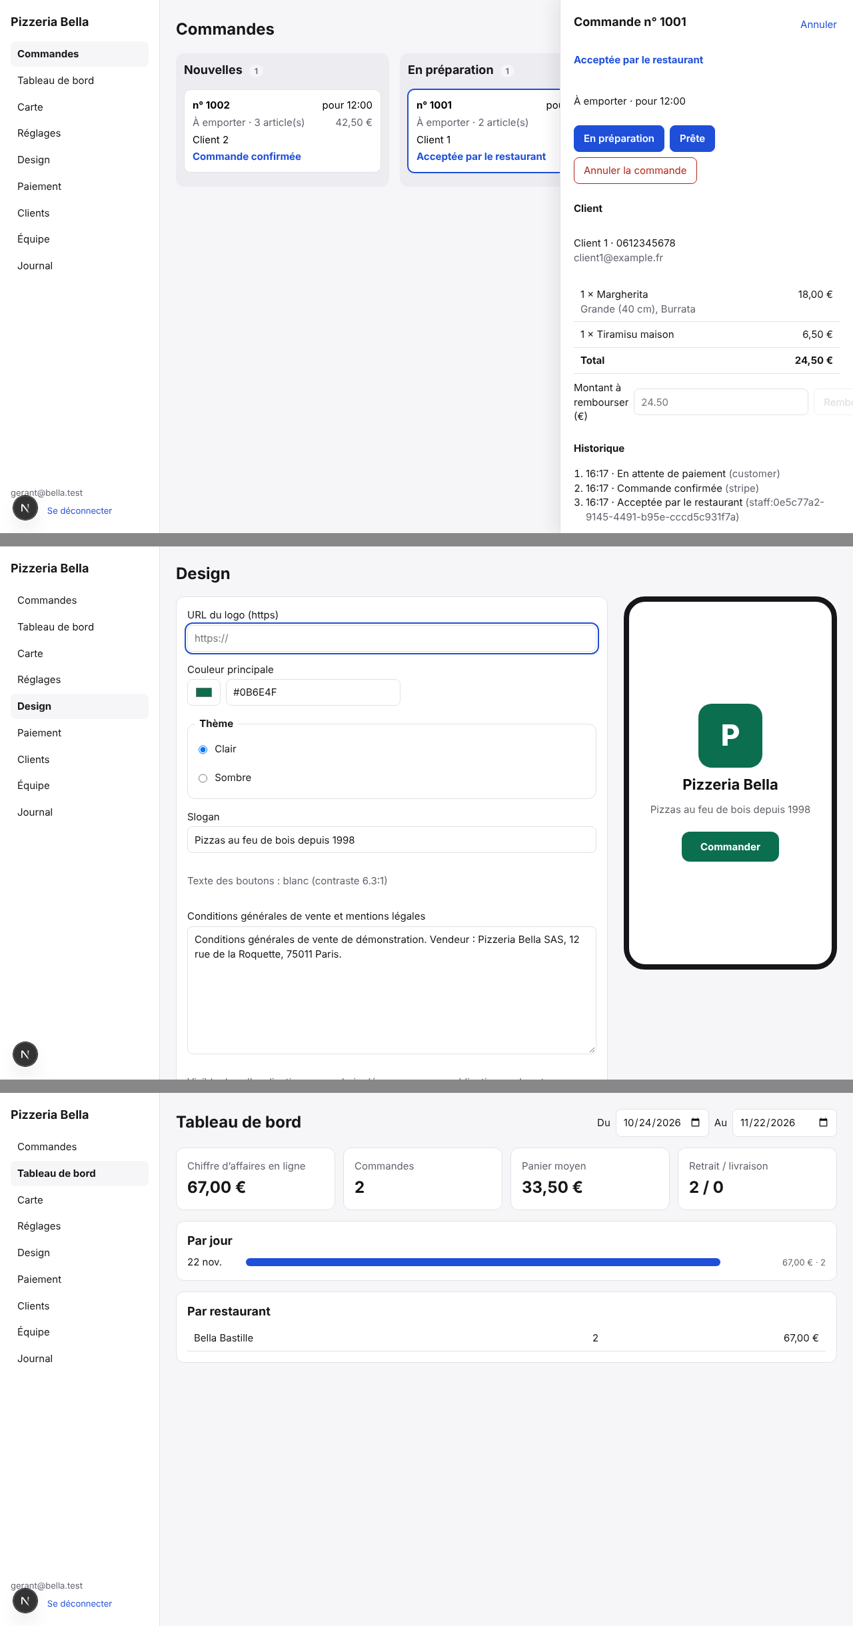 Pizzeria Bella
Commandes
Tableau de bord
Carte
Réglages
Design
Paiement
Clients
Équipe
Journal
gerant@bella.test
N
Se déconnecter
Commandes
Nouvelles 1
n° 1002 pour 12:00
À emporter · 3 article(s) 42,50 €
Client 2
Commande confirmée
En préparation 1
n° 1001
À emporter · 2 article(s)
Client 1
Acceptée par le restaurant
Commande n° 1001 Annuler
Acceptée par le restaurant
À emporter · pour 12:00
En préparation Prête
Annuler la commande
Client
Client 1 · 0612345678
client1@example.fr
1 × Margherita 18,00 €
Grande (40 cm), Burrata
1 × Tiramisu maison 6,50 €
Total 24,50 €
Montant à
rembourser
(€)
24.50
Historique
1. 16:17 · En attente de paiement (customer)
2. 16:17 · Commande confirmée (stripe)
3. 16:17 · Acceptée par le restaurant (staff:0e5c77a2-
9145-4491-b95e-cccd5c931f7a)
Pizzeria Bella
Commandes
Tableau de bord
Carte
Réglages
Design
Paiement
Clients
Équipe
Journal
N
Design
URL du logo (https)
https://
Couleur principale
#0B6E4F
Thème
Clair
Sombre
Slogan
Pizzas au feu de bois depuis 1998
Texte des boutons : blanc (contraste 6.3:1)
Conditions générales de vente et mentions légales
Conditions générales de vente de démonstration. Vendeur : Pizzeria Bella SAS, 12
rue de la Roquette, 75011 Paris.
P
Pizzeria Bella
Pizzas au feu de bois depuis 1998
Commander
Pizzeria Bella
Commandes
Tableau de bord
Carte
Réglages
Design
Paiement
Clients
Équipe
Journal
gerant@bella.test
N
Se déconnecter
Tableau de bord
Du 10/24/2026 Au 11/22/2026
Chiffre d'affaires en ligne
67,00 €
Commandes
2
Panier moyen
33,50 €
Retrait / livraison
2 / 0
Par jour
22 nov. 67,00 € · 2
Par restaurant
Bella Bastille 2 67,00 €